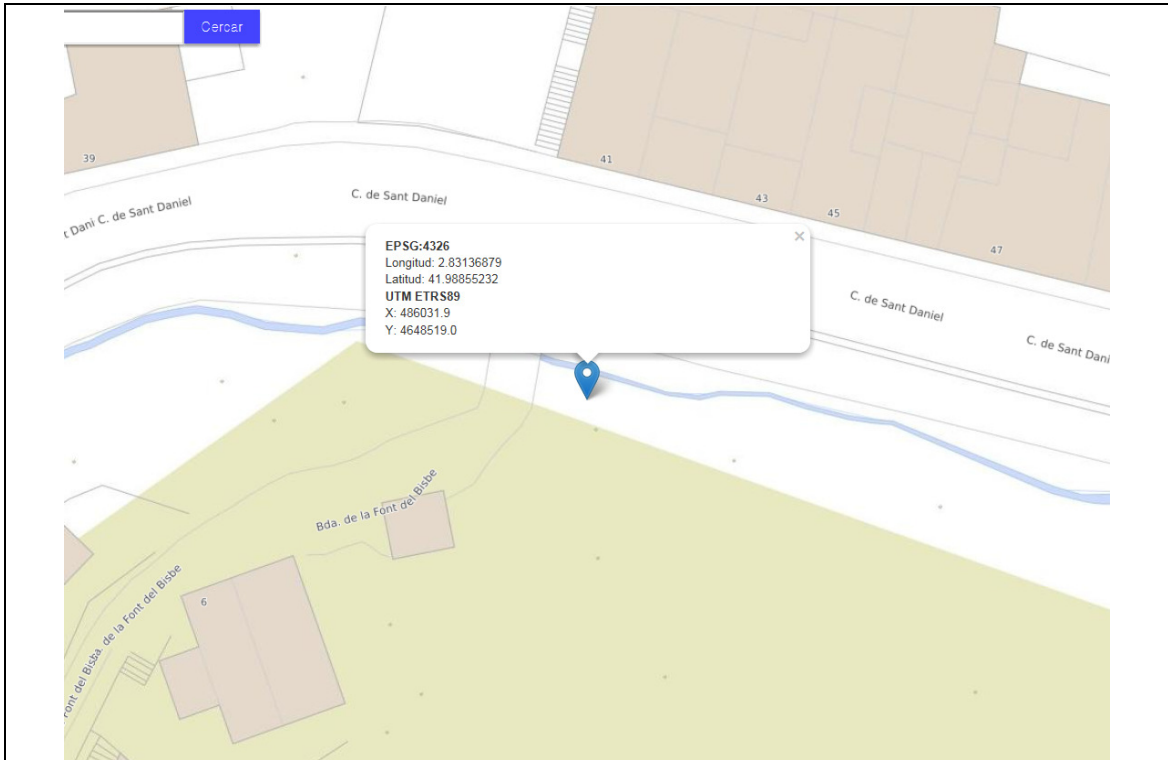 Cercar
39
41
C. de Sant Daniel
43
t Dani C. de Sant Daniel
45
47
×
EPSG:4326
Longitud: 2.83136879
Latitud: 41.98855232
UTM ETRS89
X: 486031.9
Y: 4648519.0
C. de Sant Daniel
C. de Sant Dani
Bda. de la Font del Bisbe
6
Font del Bisba. de la Font del Bisbe